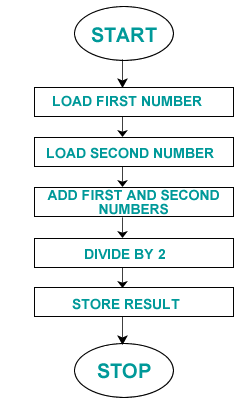 START
LOAD FIRST NUMBER
LOAD SECOND NUMBER
ADD FIRST AND SECOND
NUMBERS
DIVIDE BY 2
STORE RESULT
STOP